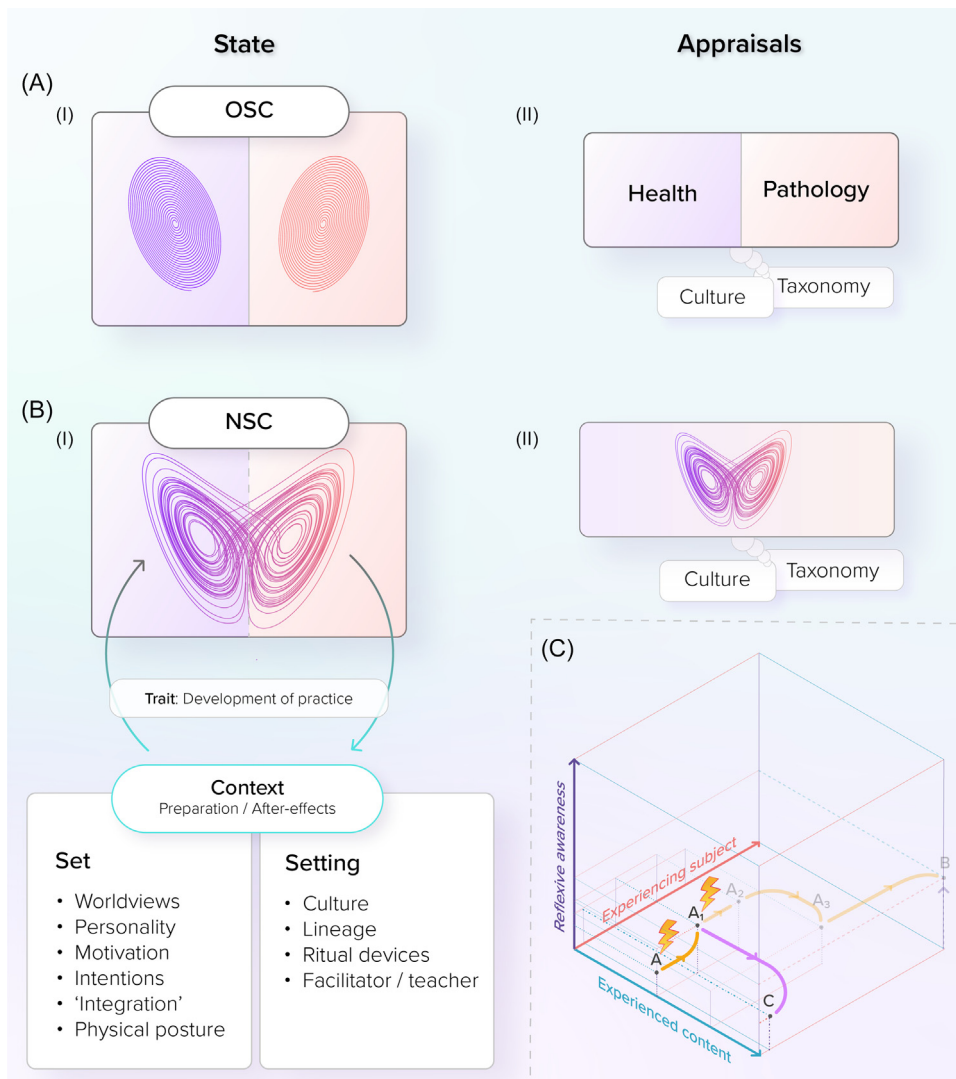 State
Appraisals
(A)
(I)
OSC
(II)
Health
Pathology
Culture
Taxonomy
(B)
(I)
NSC
(II)
Culture
Taxonomy
Trait: Development of practice
Context
Preparation / After-effects
Set
• Worldviews
• Personality
• Motivation
• Intentions
• ‘Integration’
• Physical posture
Setting
• Culture
• Lineage
• Ritual devices
• Facilitator / teacher
(C)
Reflexive awareness
Experiencing subject
Experienced content
A
A₁
A₂
A₃
B
C